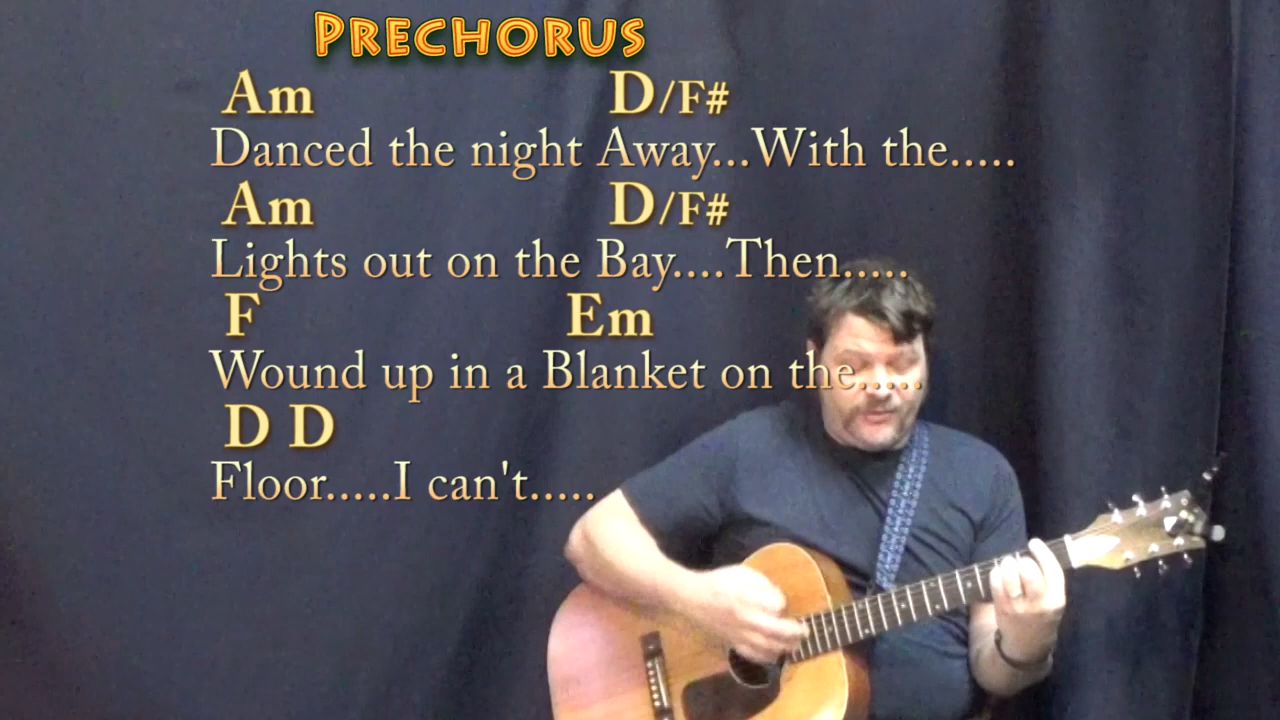 PRECHORUS
Am D/F#
Danced the night Away...With the.....
Am D/F#
Lights out on the Bay....Then.....
F Em
Wound up in a Blanket on the.....
D D
Floor.....I can't.....